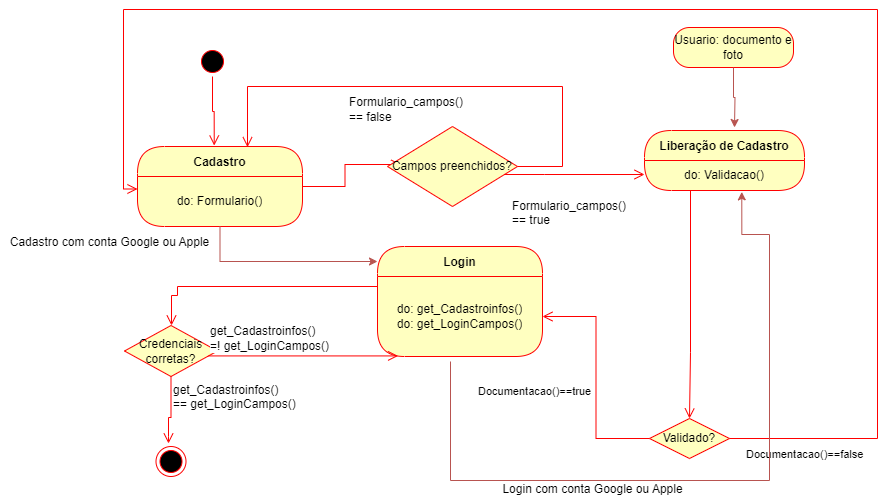 Usuario: documento e
foto
Formulario_campos()
== false
Cadastro
do: Formulario()
Campos preenchidos?
Liberação de Cadastro
do: Validacao()
Formulario_campos()
== true
Cadastro com conta Google ou Apple
Login
do: get_Cadastroinfos()
do: get_LoginCampos()
Credenciais
corretas?
get_Cadastroinfos()
=! get_LoginCampos()
get_Cadastroinfos()
== get_LoginCampos()
Documentacao()==true
Validado?
Documentacao()==false
Login com conta Google ou Apple